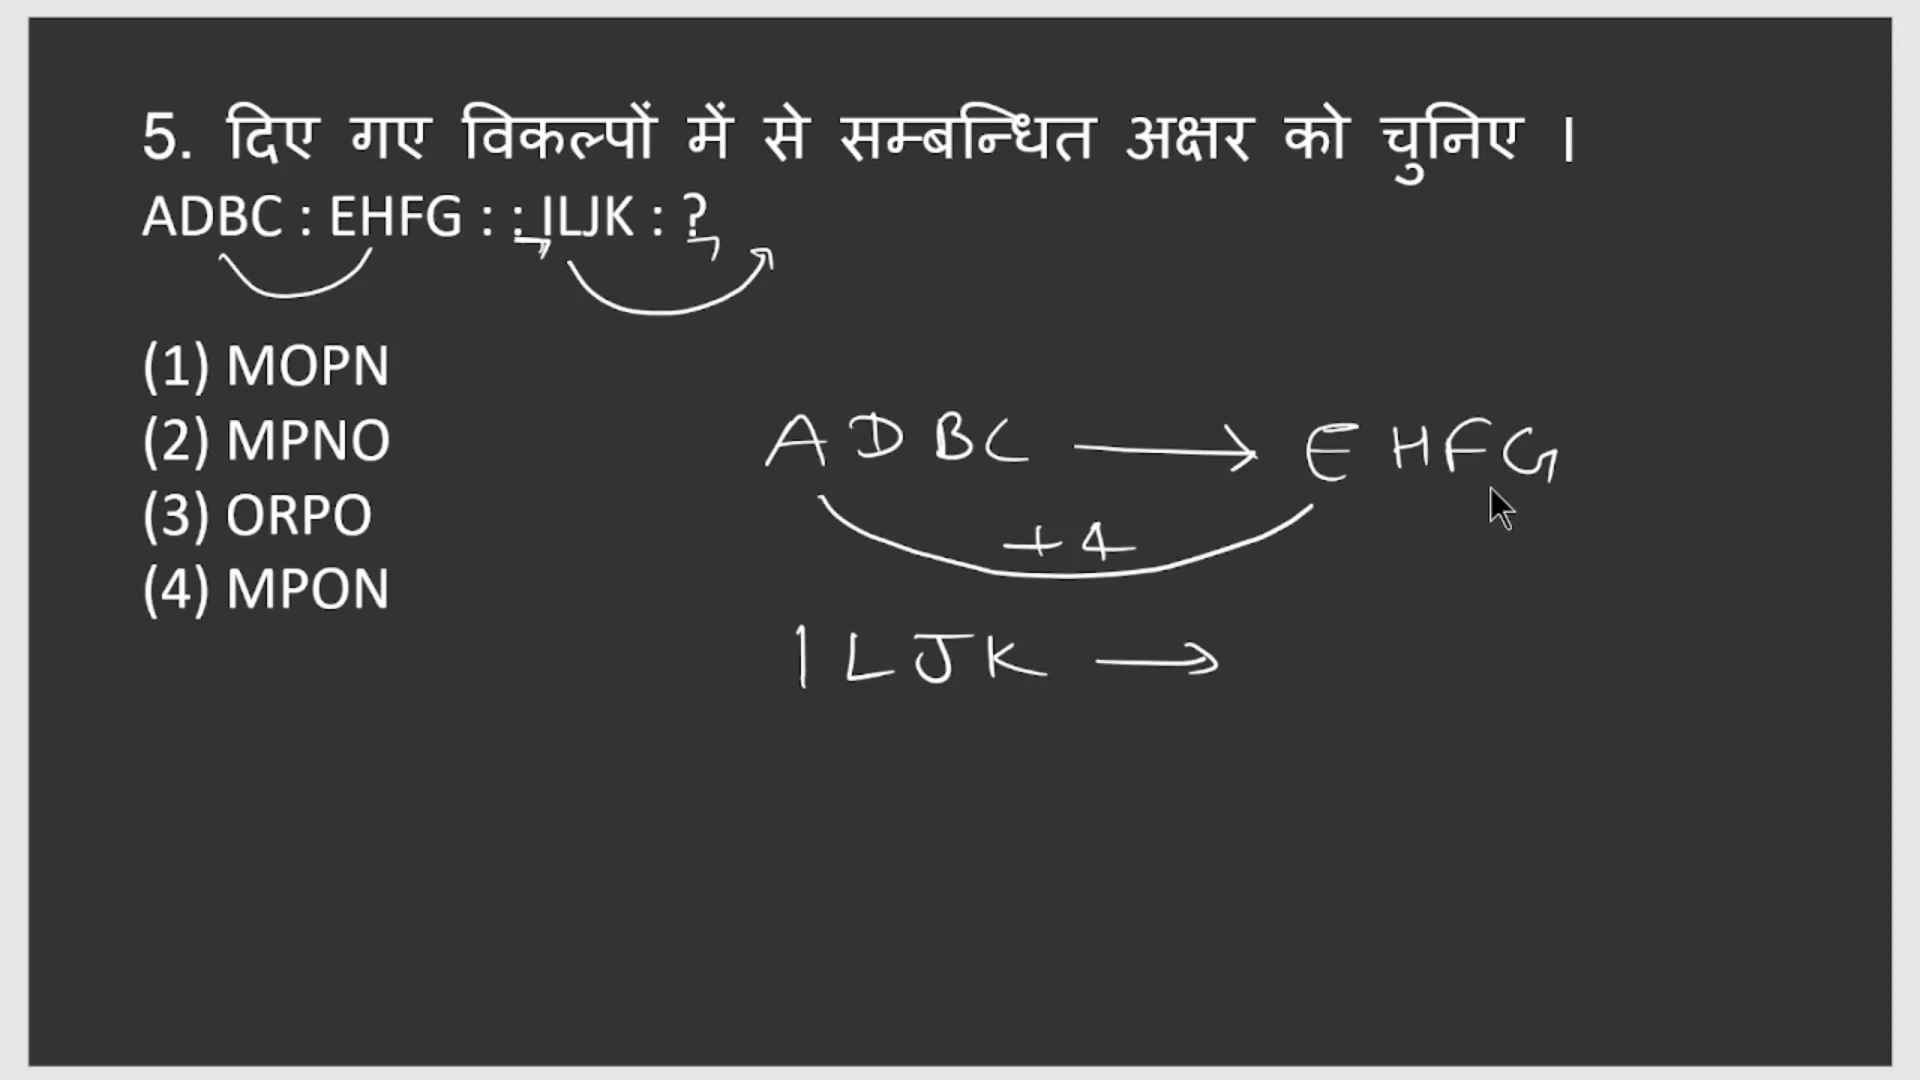 5. दिए गए विकल्पों में से सम्बन्धित अक्षर को चुनिए ।
ADBC : EHFG : : ILJK : ?
(1) MOPN
(2) MPNO
(3) ORPO
(4) MPON
ADBC → EHFG
+4
ILJK →